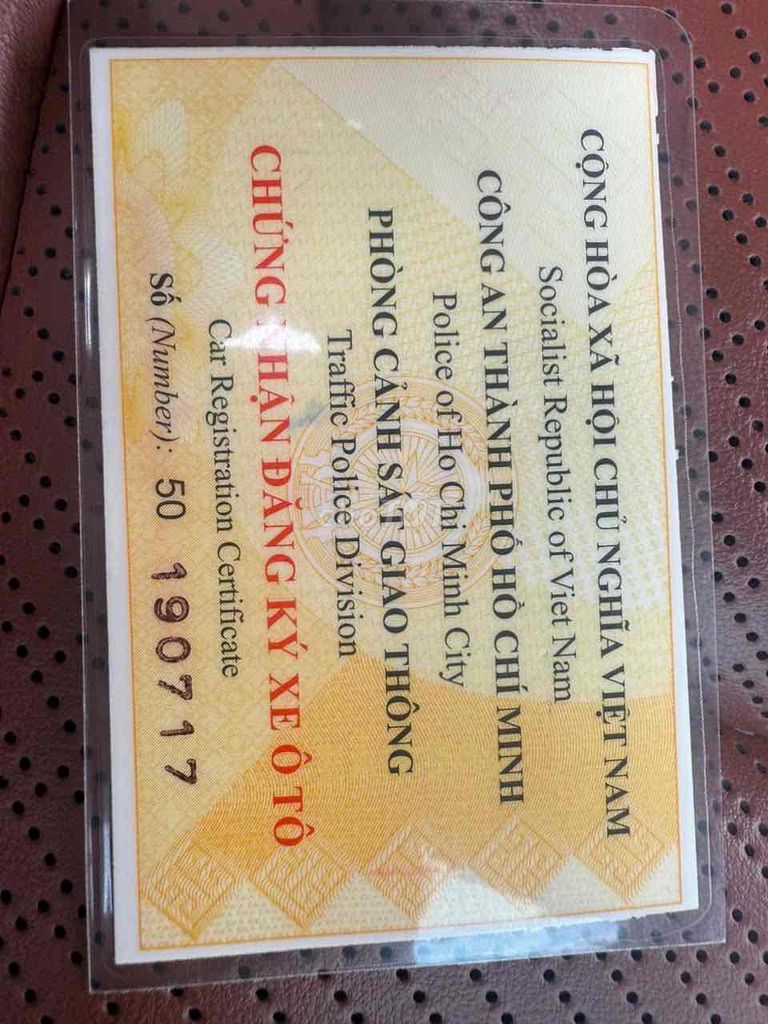 CỘNG HÒA XÃ HỘI CHỦ NGHĨA VIỆT NAM
Socialist Republic of Viet Nam
CÔNG AN THÀNH PHỐ HỒ CHÍ MINH
Police of Ho Chi Minh City
PHÒNG CẢNH SÁT GIAO THÔNG
Traffic Police Division
CHỨNG NHẬN ĐĂNG KÝ XE Ô TÔ
Car Registration Certificate
Số (Number): 50 190717